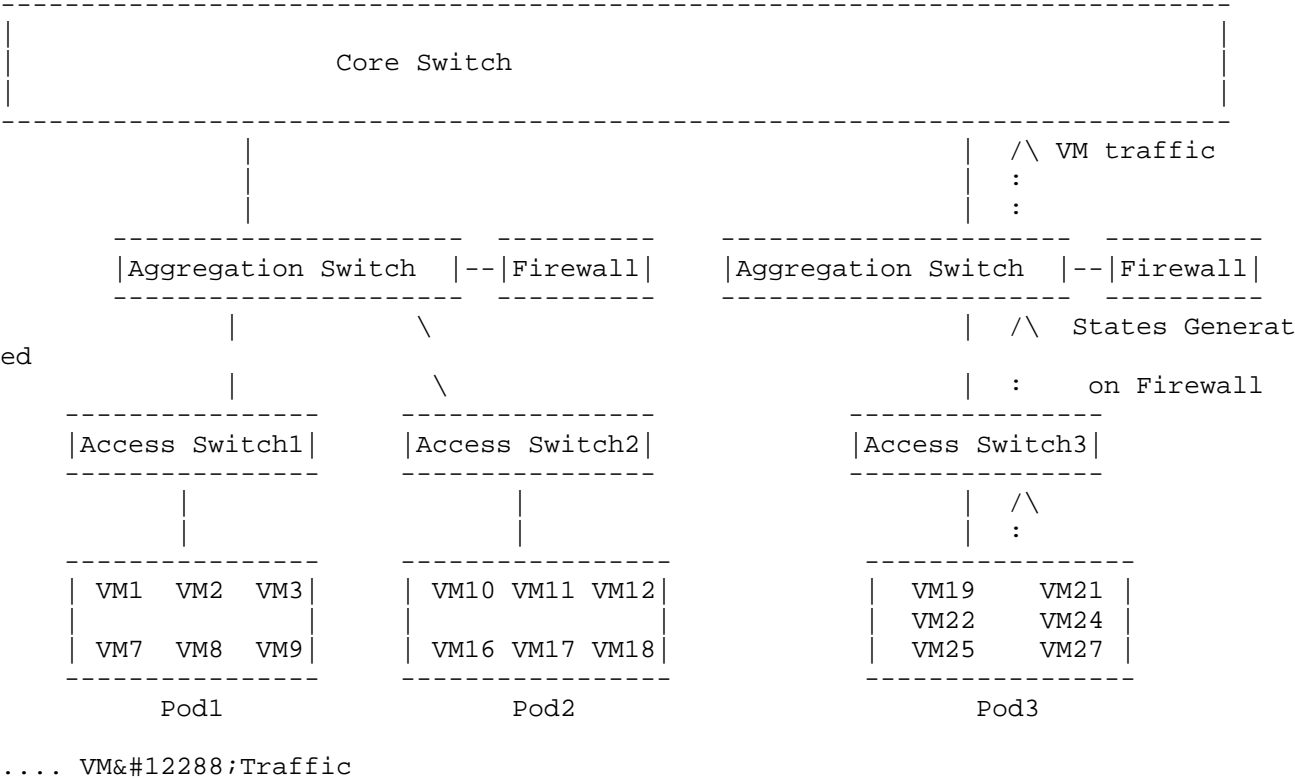 Core Switch
/\ VM traffic
:
:
|Aggregation Switch |--|Firewall| |Aggregation Switch |--|Firewall|
| \ | /\ States Generat
ed
| \ | : on Firewall
|Access Switch1| |Access Switch2| |Access Switch3|
| | | /\
| | | :
| VM1 VM2 VM3| | VM10 VM11 VM12| | VM19 VM21 |
| | | | | VM22 VM24 |
| VM7 VM8 VM9| | VM16 VM17 VM18| | VM25 VM27 |
Pod1 Pod2 Pod3
.... VM&#12288;Traffic